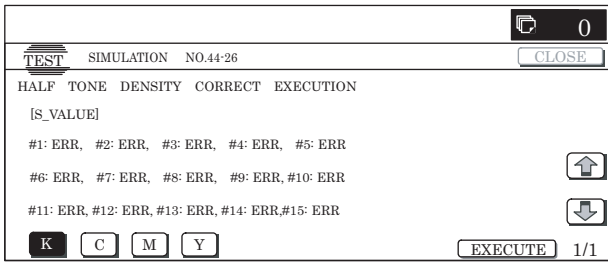 0
TEST SIMULATION NO.44-26 CLOSE
HALF TONE DENSITY CORRECT EXECUTION
[S_VALUE]
#1: ERR, #2: ERR, #3: ERR, #4: ERR, #5: ERR
#6: ERR, #7: ERR, #8: ERR, #9: ERR, #10: ERR
#11: ERR, #12: ERR, #13: ERR, #14: ERR,#15: ERR
K C M Y EXECUTE 1/1